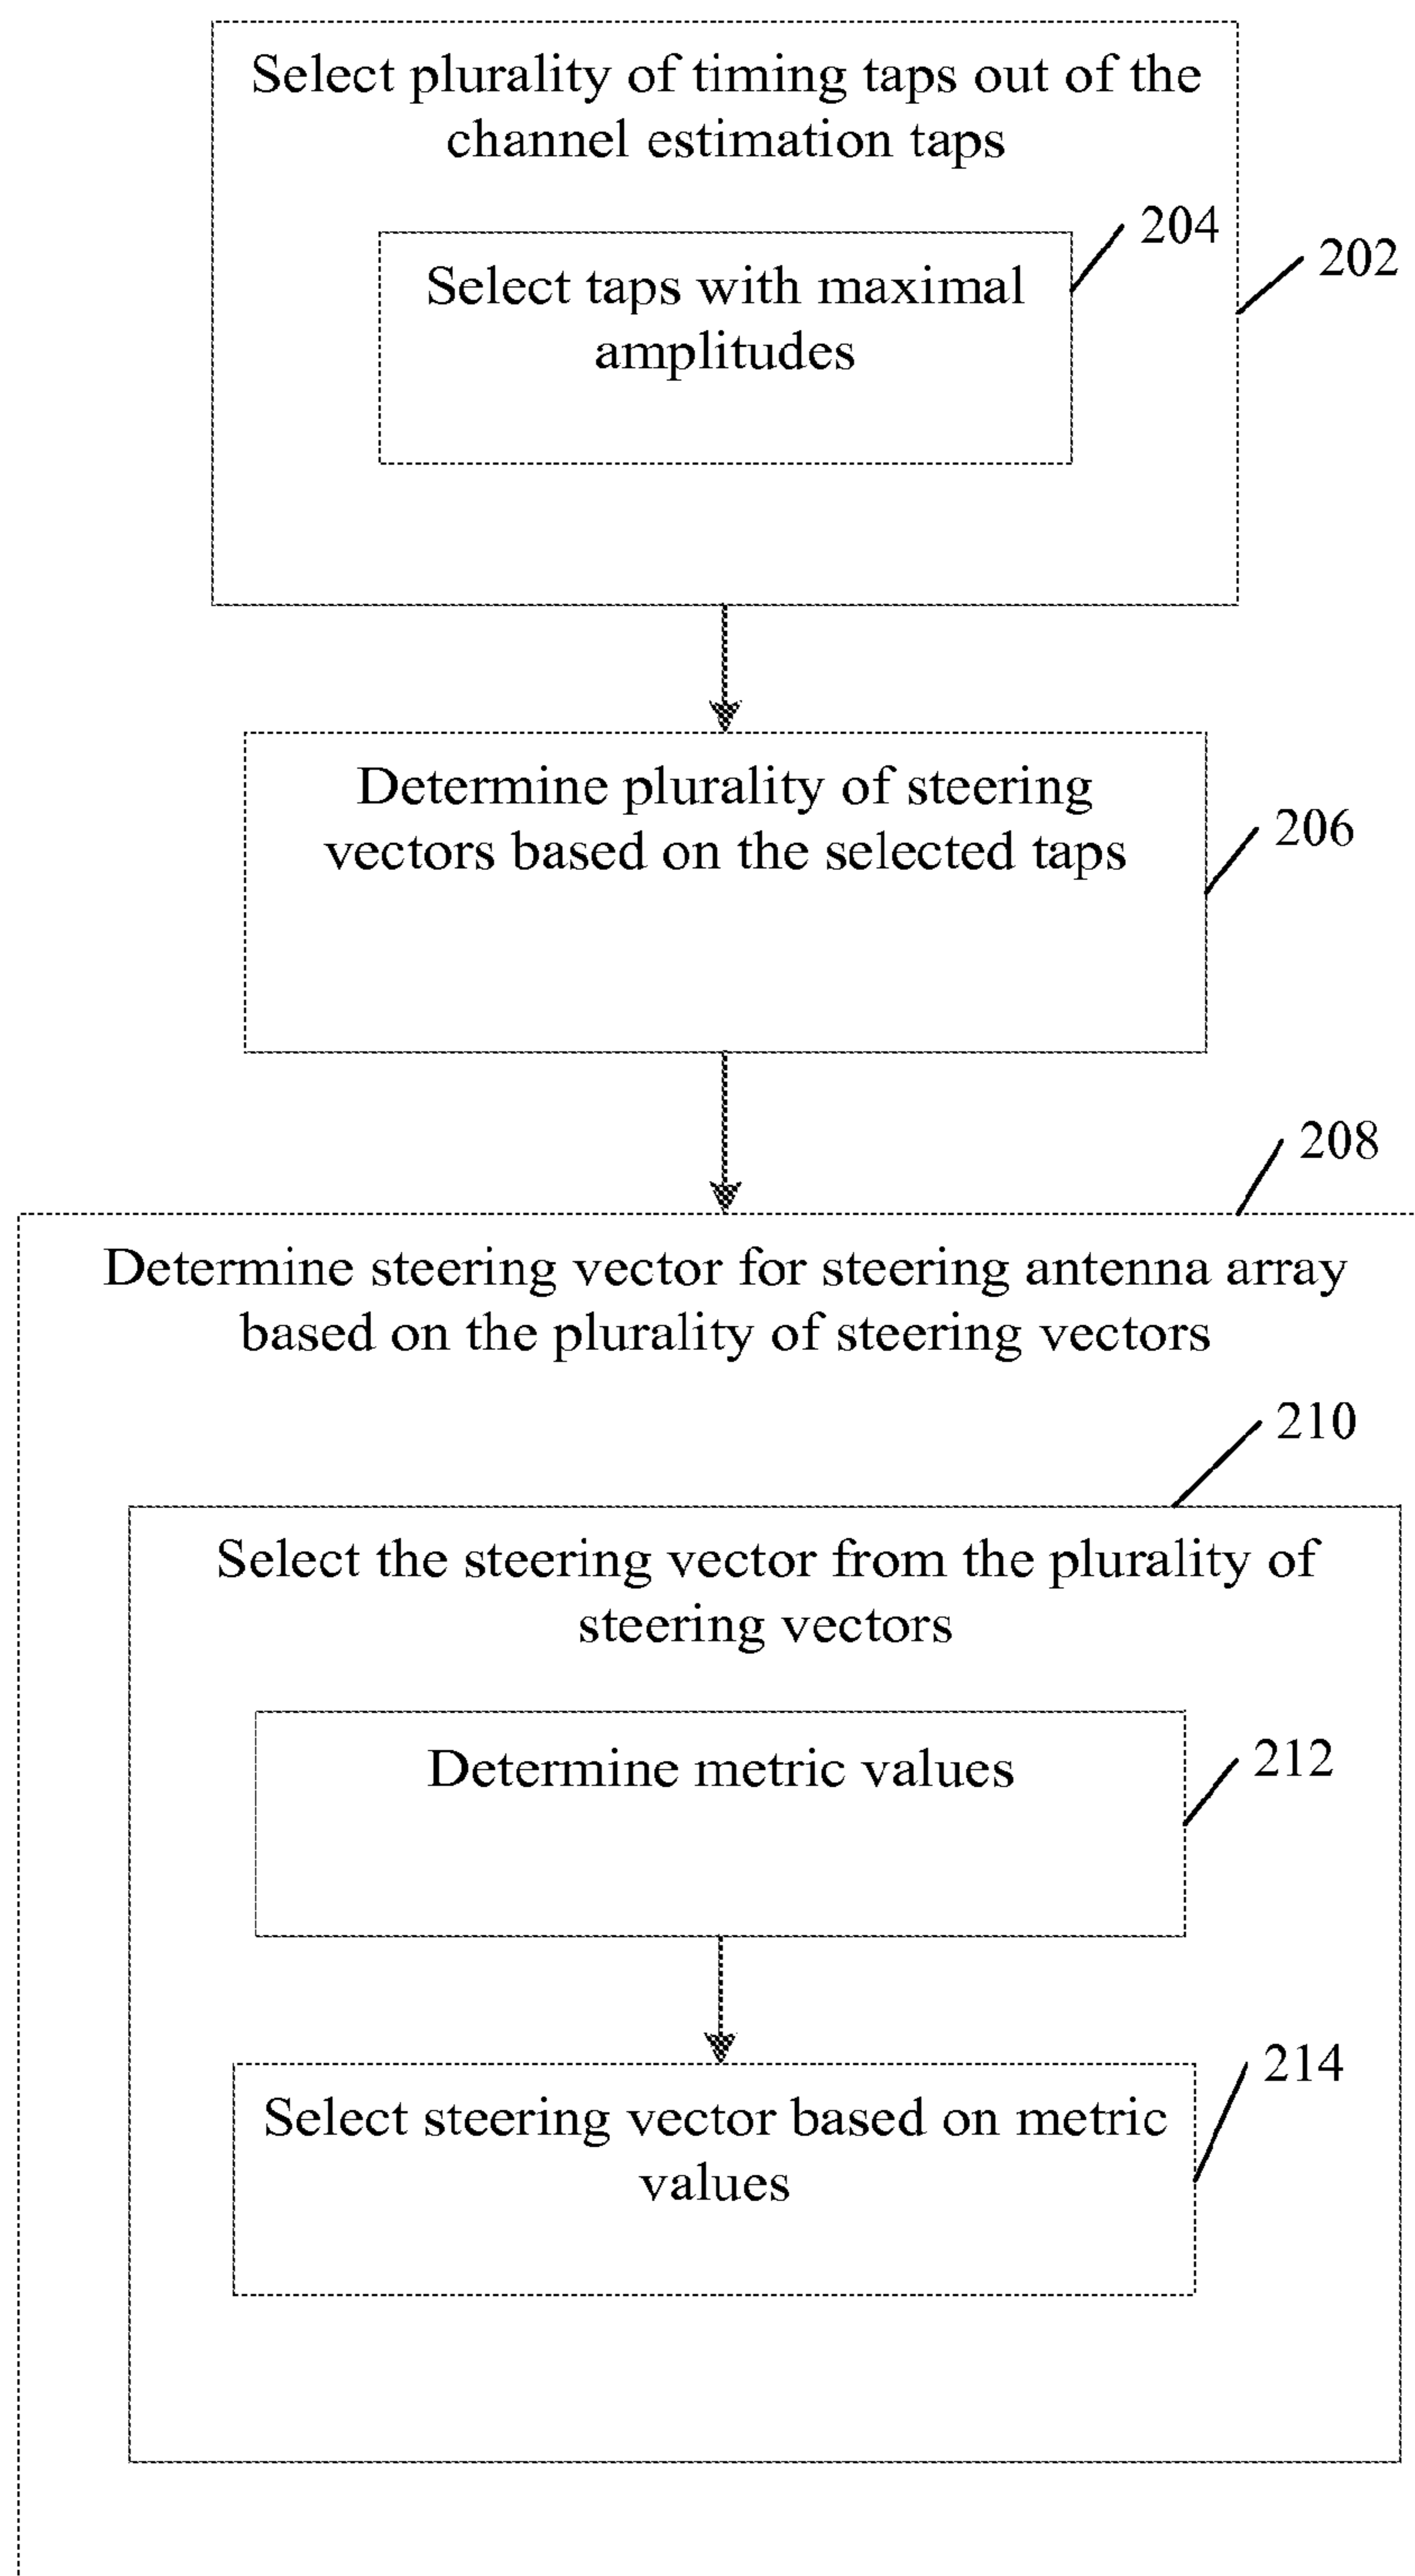 Select plurality of timing taps out of the
channel estimation taps
204
202
Select taps with maximal
amplitudes
Determine plurality of steering
vectors based on the selected taps
206
208
Determine steering vector for steering antenna array
based on the plurality of steering vectors
210
Select the steering vector from the plurality of
steering vectors
Determine metric values
212
214
Select steering vector based on metric
values